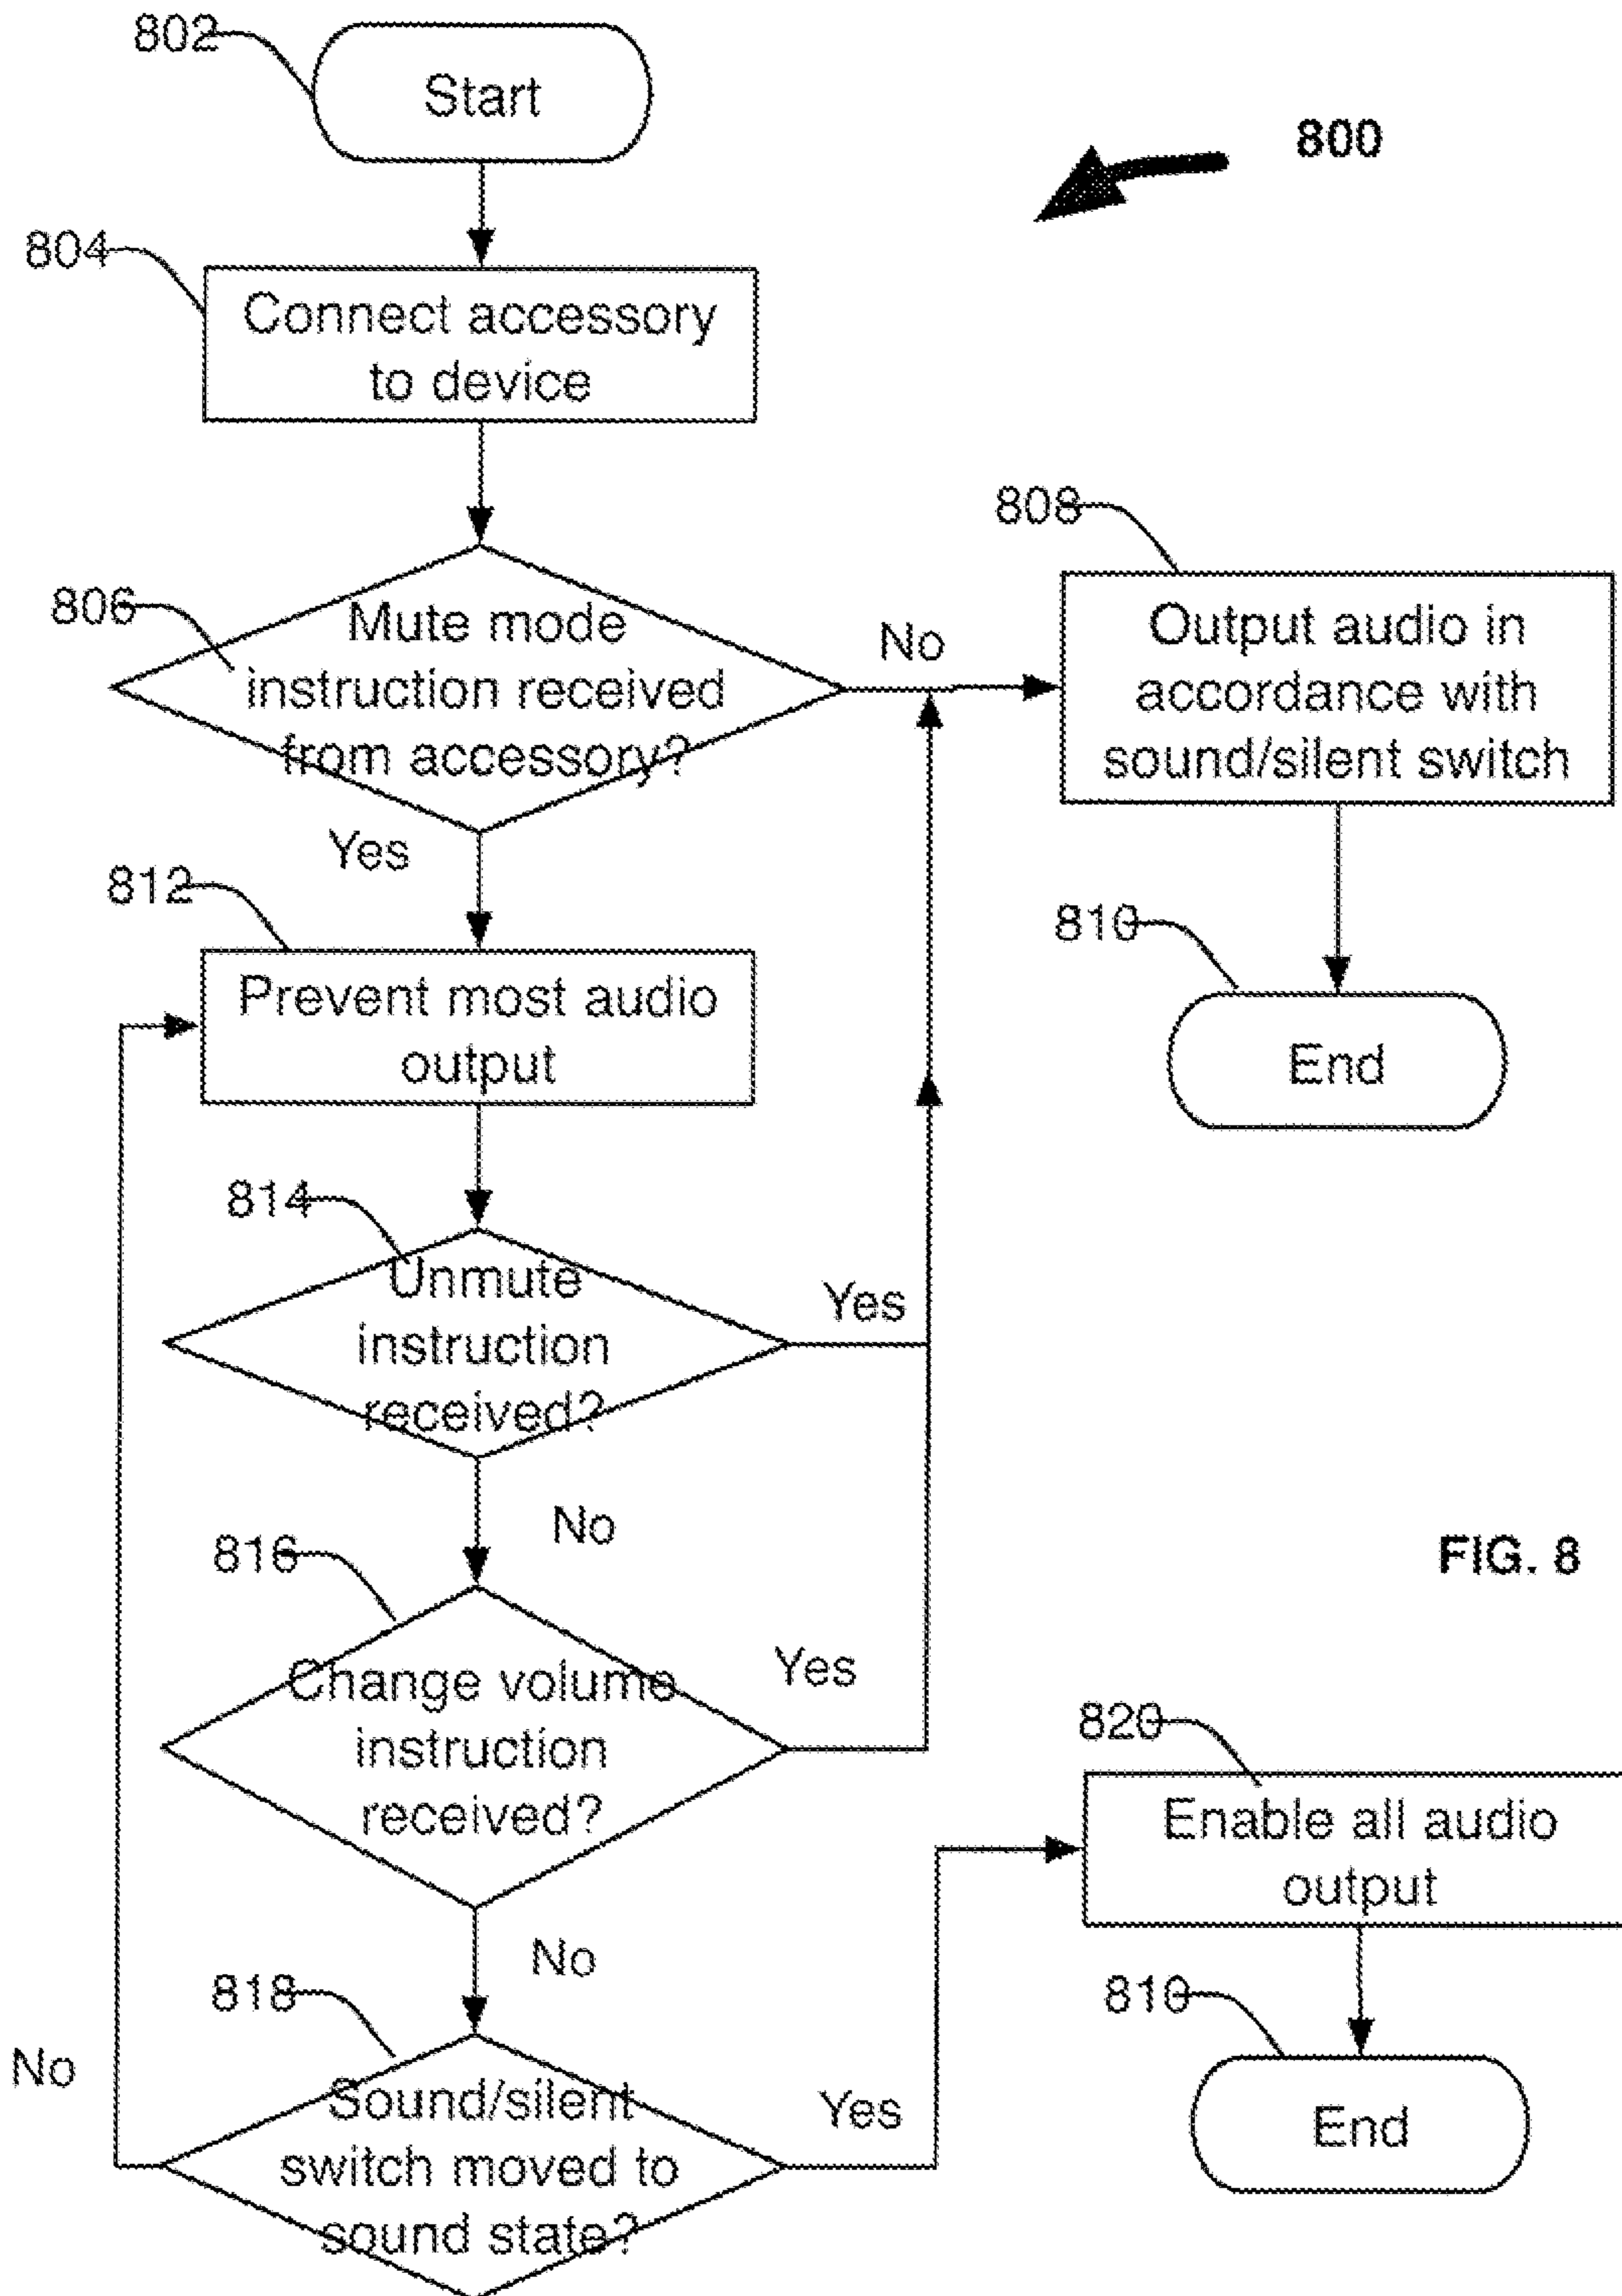 802
Start
800
804
Connect accessory
to device
806
Mute mode
instruction received
from accessory?
No
808
Output audio in
accordance with
sound/silent switch
Yes
812
Prevent most audio
output
810
End
814
Unmute
instruction
received?
Yes
No
816
Change volume
instruction
received?
Yes
FIG. 8
820
Enable all audio
output
No
818
Sound/silent
switch moved to
sound state?
No
Yes
810
End